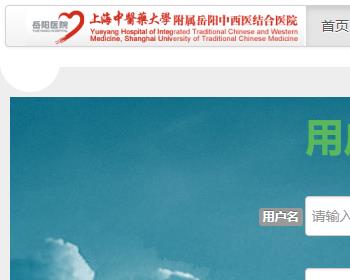 岳阳医院
YUEYANG HOSPITAL
上海中醫藥大學附属岳阳中西医结合医院
Yueyang Hospital of Integrated Traditional Chinese and Western
Medicine, Shanghai University of Traditional Chinese Medicine
首页
用
用户名
请输入